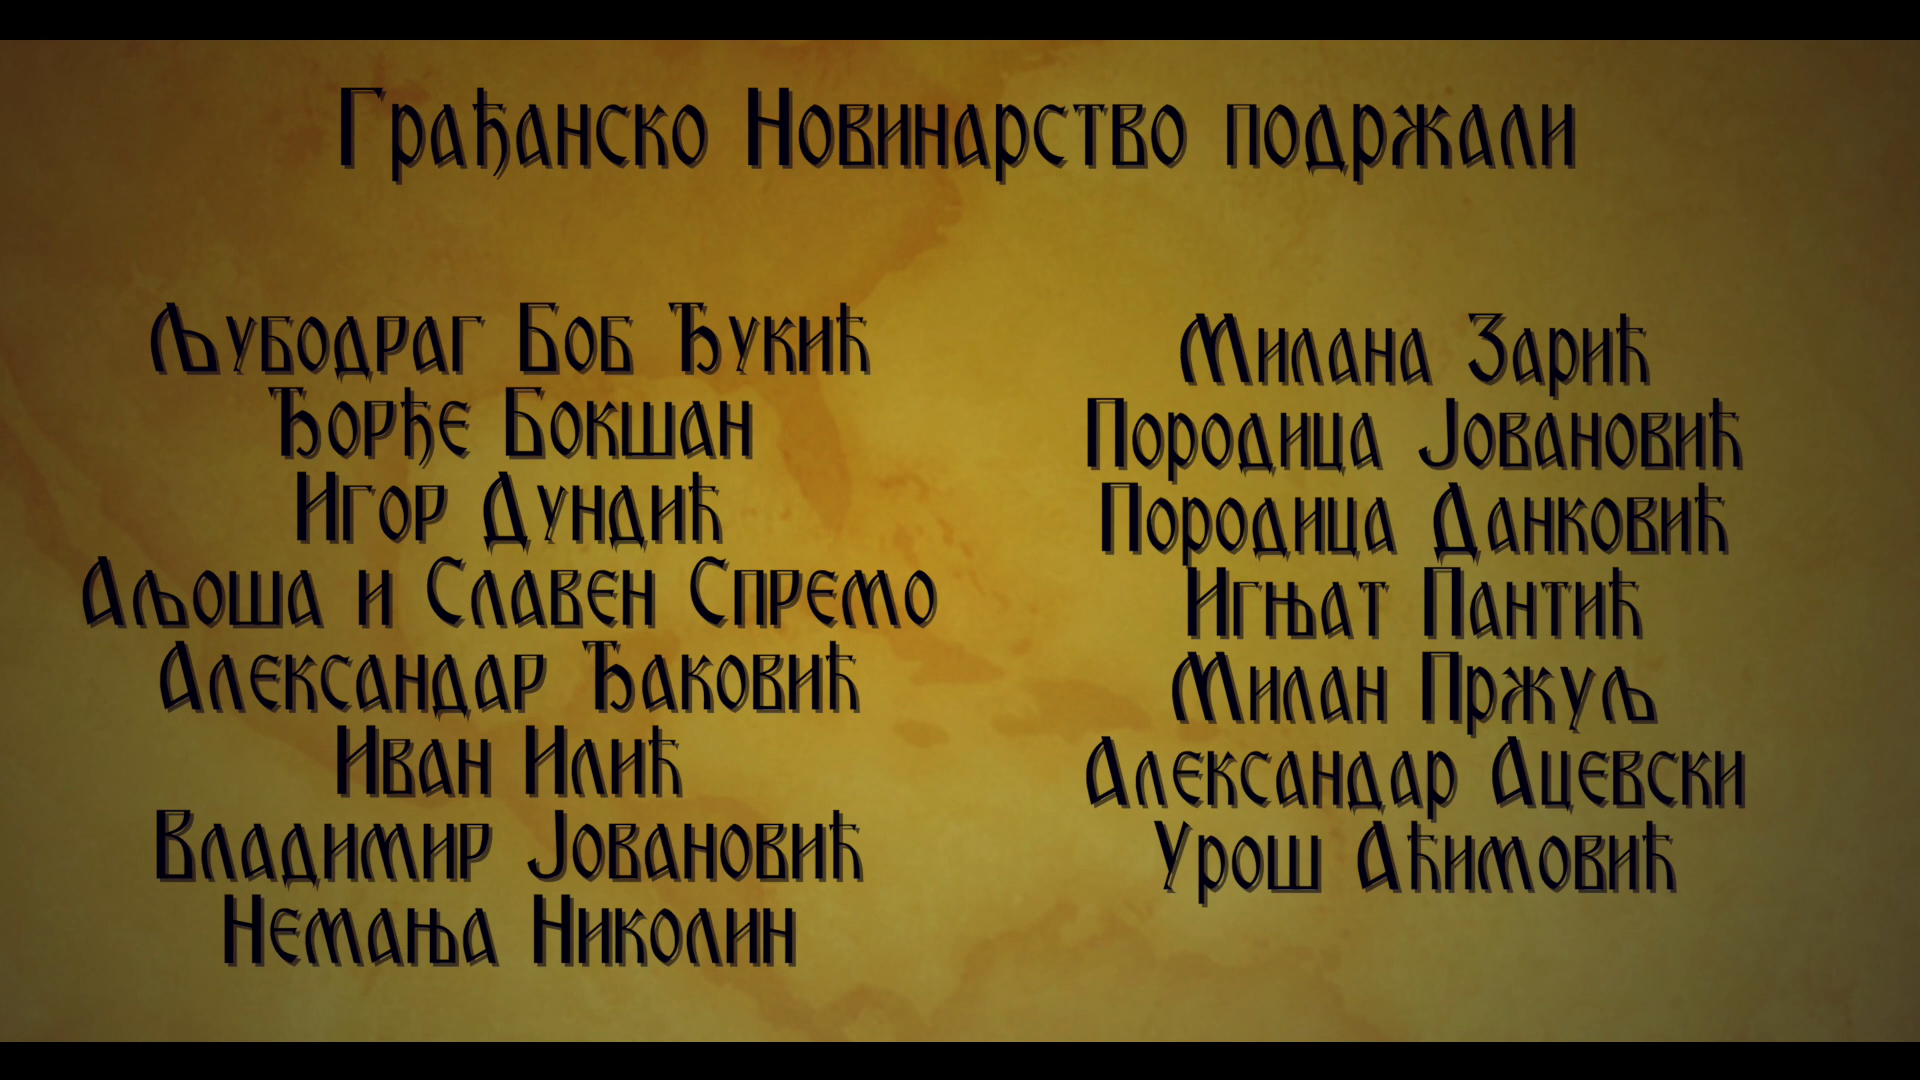 Грађанско Новинарство подржали
Љубодраг Боб Ђукић
Ђорђе Бокшан
Игор Дундић
Аљоша и Славен Спремо
Александар Ђаковић
Иван Илић
Владимир Јовановић
Немања Николин
Милана Зарић
Породица Јовановић
Породица Данковић
Игњат Пантић
Милан Пржуљ
Александар Ацевски
Урош Аћимовић